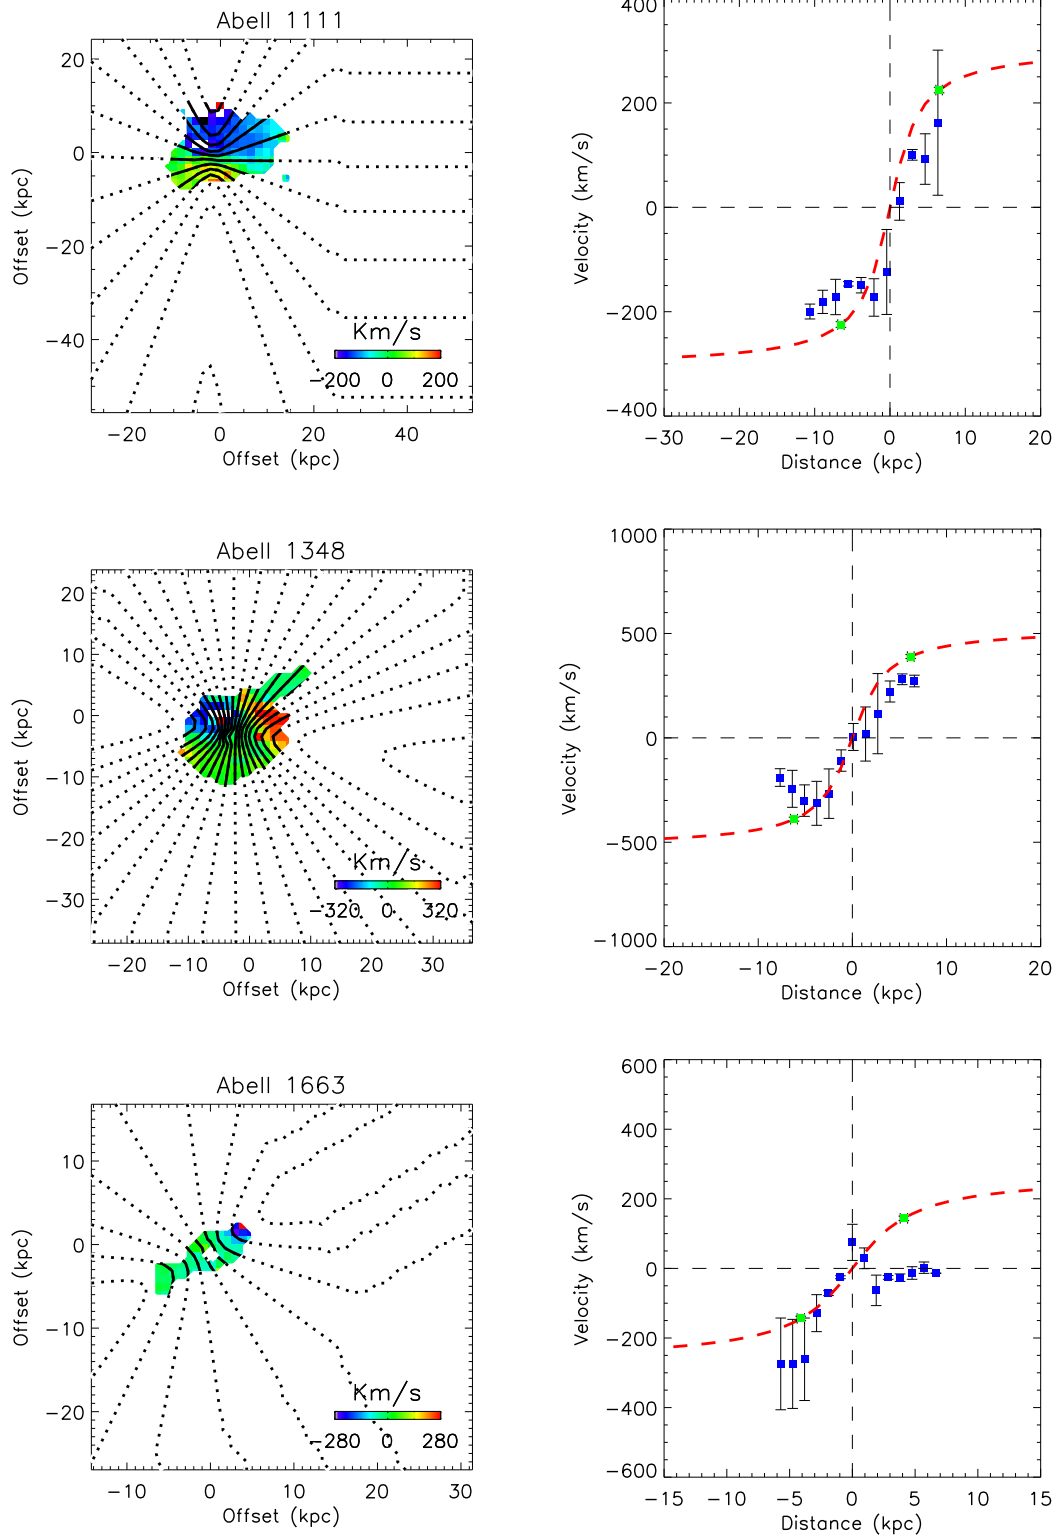 Abell 1111
20
0
−20
−40
Offset (kpc)
Km/s
−200 0 200
−20 0 20 40
Offset (kpc)
400
200
0
−200
−400
Velocity (km/s)
−30 −20 −10 0 10 20
Distance (kpc)
Abell 1348
20
10
0
−10
−20
−30
Offset (kpc)
Km/s
−320 0 320
−20 −10 0 10 20 30
Offset (kpc)
1000
500
0
−500
−1000
Velocity (km/s)
−20 −10 0 10 20
Distance (kpc)
Abell 1663
10
0
−10
−20
Offset (kpc)
Km/s
−280 0 280
−10 0 10 20 30
Offset (kpc)
600
400
200
0
−200
−400
−600
Velocity (km/s)
−15 −10 −5 0 5 10 15
Distance (kpc)